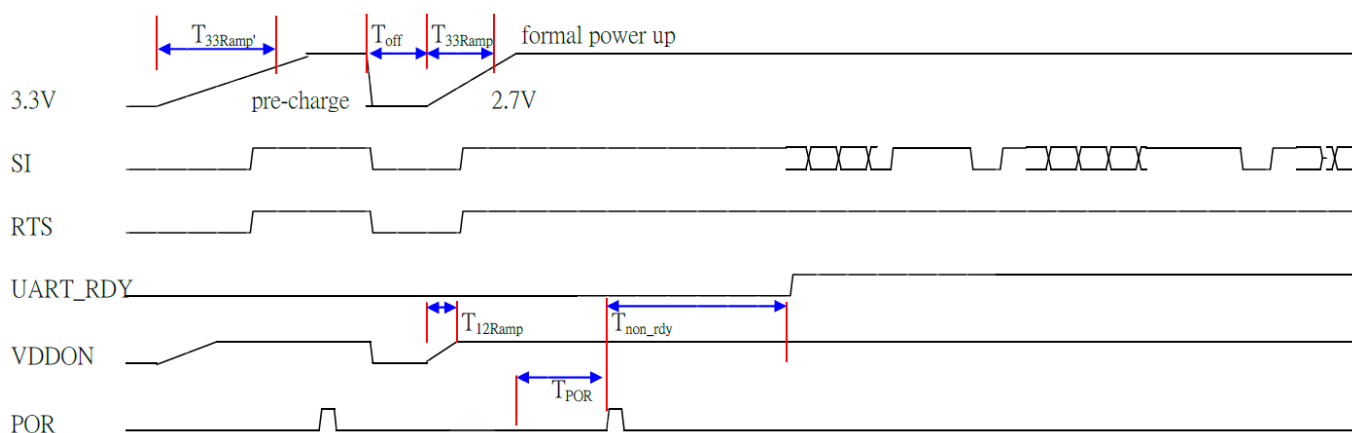 T33Ramp' Toff T33Ramp formal power up
3.3V pre-charge 2.7V
SI
RTS
UART_RDY
T12Ramp Tnon_rdy
VDDON
TPOR
POR